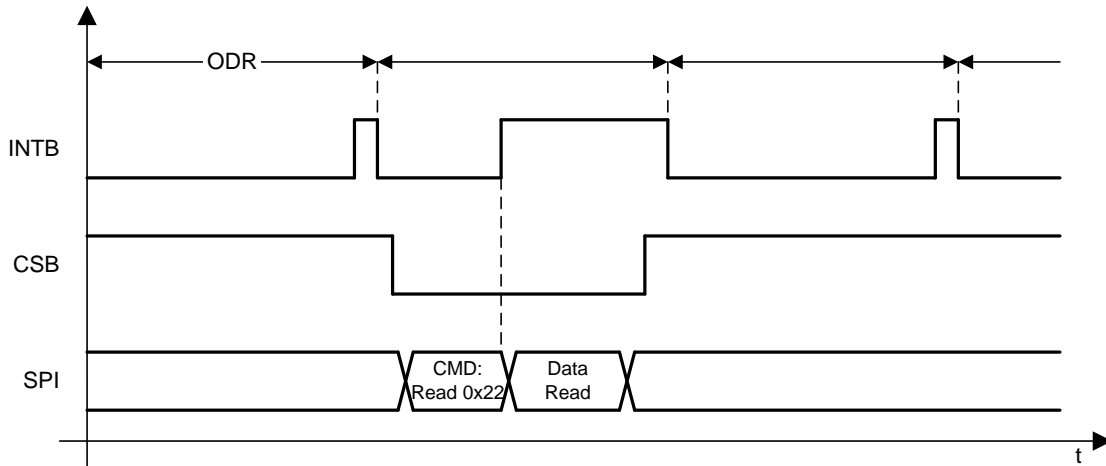 ODR
INTB
CSB
SPI
CMD:
Read 0x22
Data
Read
t